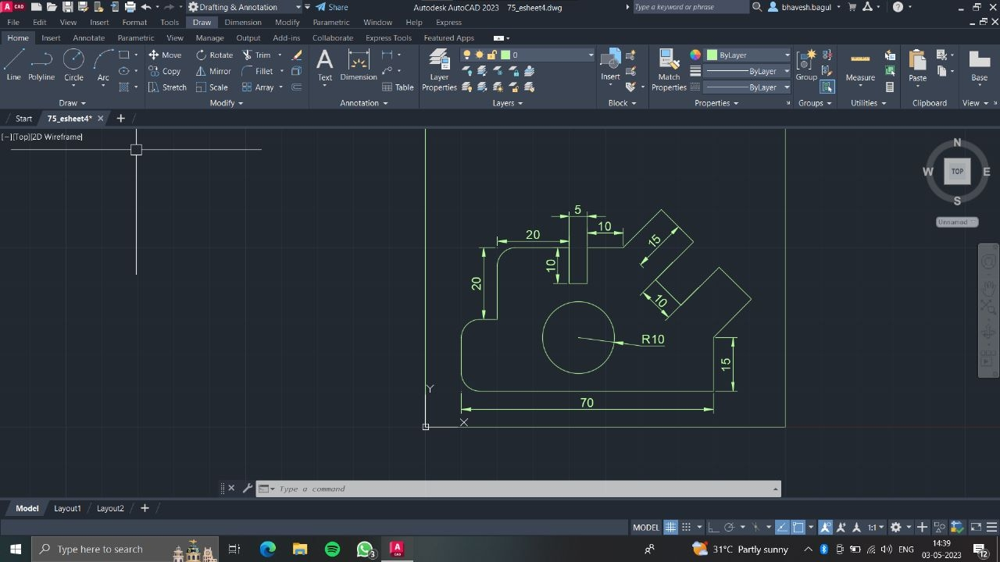 A CAD Drafting & Annotation Share Autodesk AutoCAD 2023 75_esheet4.dwg Type a keyword or phrase bhavesh.bagul
File Edit View Insert Format Tools Draw Dimension Modify Parametric Window Help Express
Home Insert Annotate Parametric View Manage Output Add-ins Collaborate Express Tools Featured Apps
Line Polyline Circle Arc Move Rotate Trim Text Dimension Layer Properties 0 Insert Match Properties ByLayer Group Measure Paste Base
Copy Mirror Fillet ByLayer
Stretch Scale Array Table ByLayer
Draw Modify Annotation Layers Block Properties Groups Utilities Clipboard View
Start 75_esheet4* +
[−][Top][2D Wireframe]
N
W TOP E
S
Unnamed
5
20 10
15
10
20
10
R10
15
70
Y
X
Type a command
Model Layout1 Layout2 +
MODEL 1:1
Type here to search 3 A CAD 31°C Partly sunny ENG 14:39
03-05-2023 12